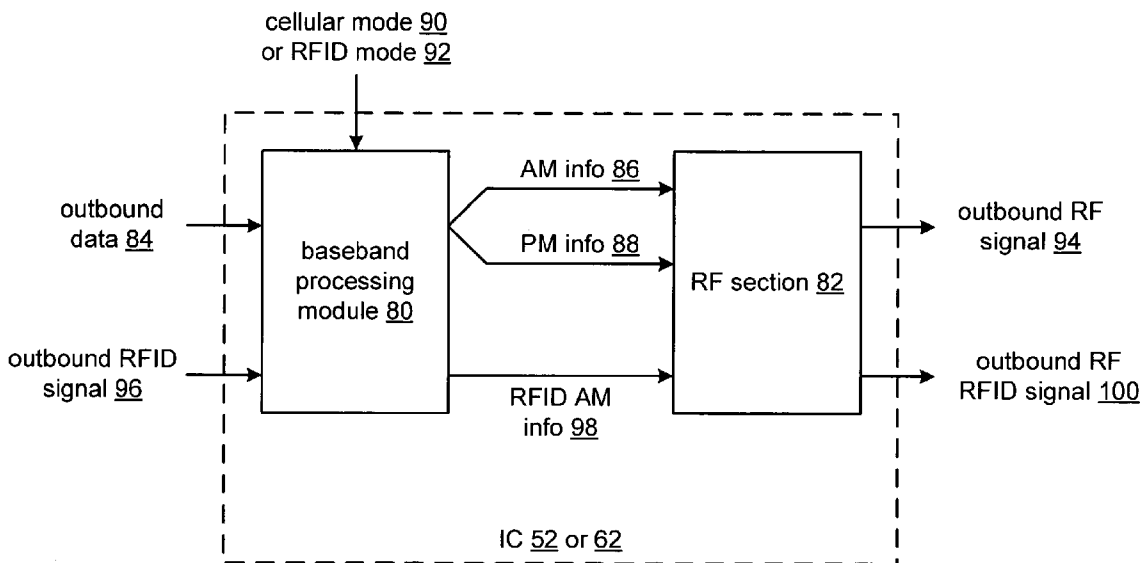 cellular mode 90
or RFID mode 92
AM info 86
outbound
data 84
PM info 88
outbound RF
signal 94
baseband
processing
module 80
RF section 82
outbound RFID
signal 96
RFID AM
info 98
outbound RF
RFID signal 100
IC 52 or 62